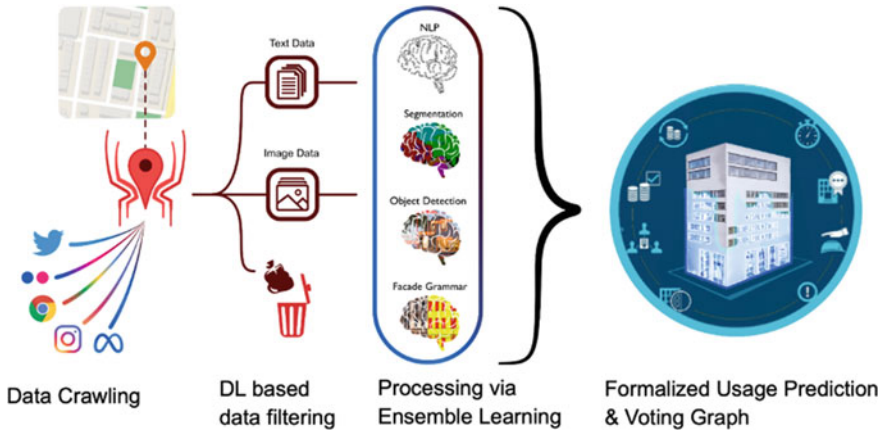 Text Data
Image Data
NLP
Segmentation
Object Detection
Facade Grammar
Data Crawling
DL based
data filtering
Processing via
Ensemble Learning
Formalized Usage Prediction
& Voting Graph